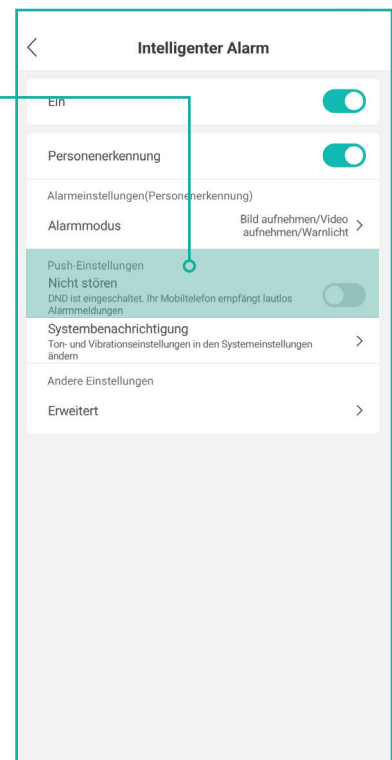 Intelligenter Alarm
Ein
Personenerkennung
Alarmeinstellungen(Personenerkennung)
Alarmmodus
Bild aufnehmen/Video
aufnehmen/Warnlicht
Push-Einstellungen
Nicht stören
DND ist eingeschaltet. Ihr Mobiltelefon empfängt lautlos
Alarmmeldungen
Systembenachrichtigung
Ton- und Vibrationseinstellungen in den Systemeinstellungen
ändern
Andere Einstellungen
Erweitert